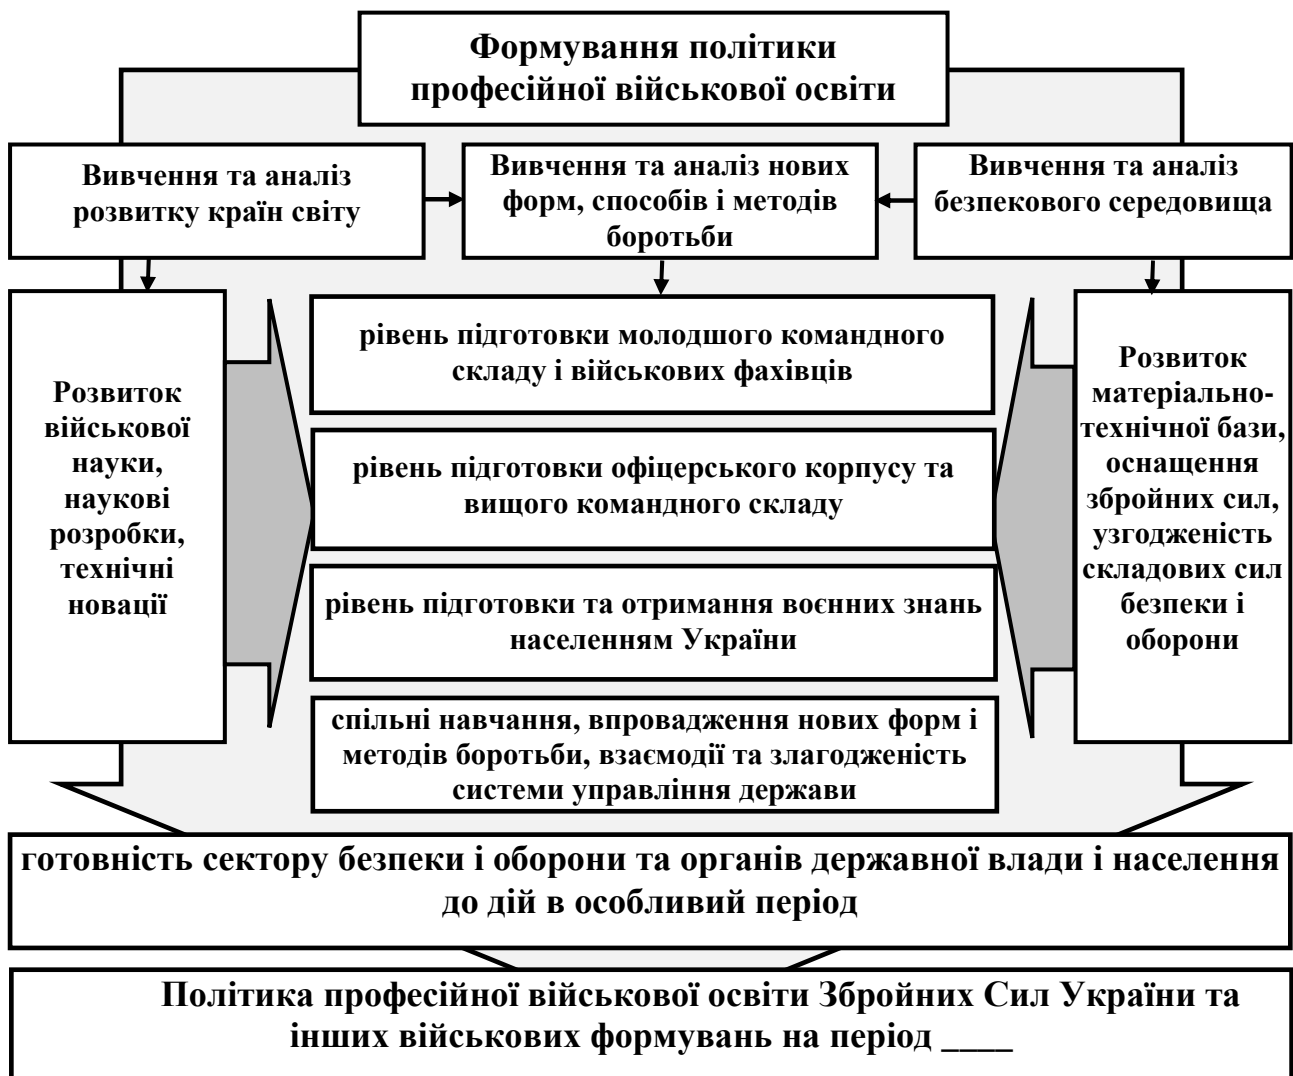 Формування політики
професійної військової освіти
Вивчення та аналіз
розвитку країн світу
Вивчення та аналіз нових
форм, способів і методів
боротьби
Вивчення та аналіз
безпекового середовища
Розвиток
військової
науки,
наукові
розробки,
технічні
новації
рівень підготовки молодшого командного
складу і військових фахівців
рівень підготовки офіцерського корпусу та
вищого командного складу
рівень підготовки та отримання воєнних знань
населенням України
спільні навчання, впровадження нових форм і
методів боротьби, взаємодії та злагодженість
системи управління держави
Розвиток
матеріально-
технічної бази,
оснащення
збройних сил,
узгодженість
складових сил
безпеки і
оборони
готовність сектору безпеки і оборони та органів державної влади і населення
до дій в особливий період
Політика професійної військової освіти Збройних Сил України та
інших військових формувань на період ____